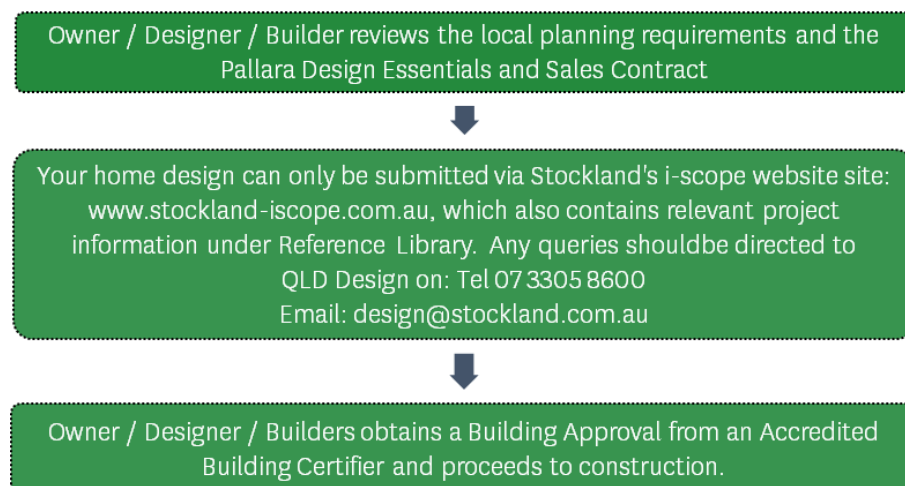 Owner / Designer / Builder reviews the local planning requirements and the
Pallara Design Essentials and Sales Contract
Your home design can only be submitted via Stockland's i-scope website site:
www.stockland-iscope.com.au, which also contains relevant project
information under Reference Library. Any queries shouldbe directed to
QLD Design on: Tel 07 3305 8600
Email: design@stockland.com.au
Owner / Designer / Builders obtains a Building Approval from an Accredited
Building Certifier and proceeds to construction.